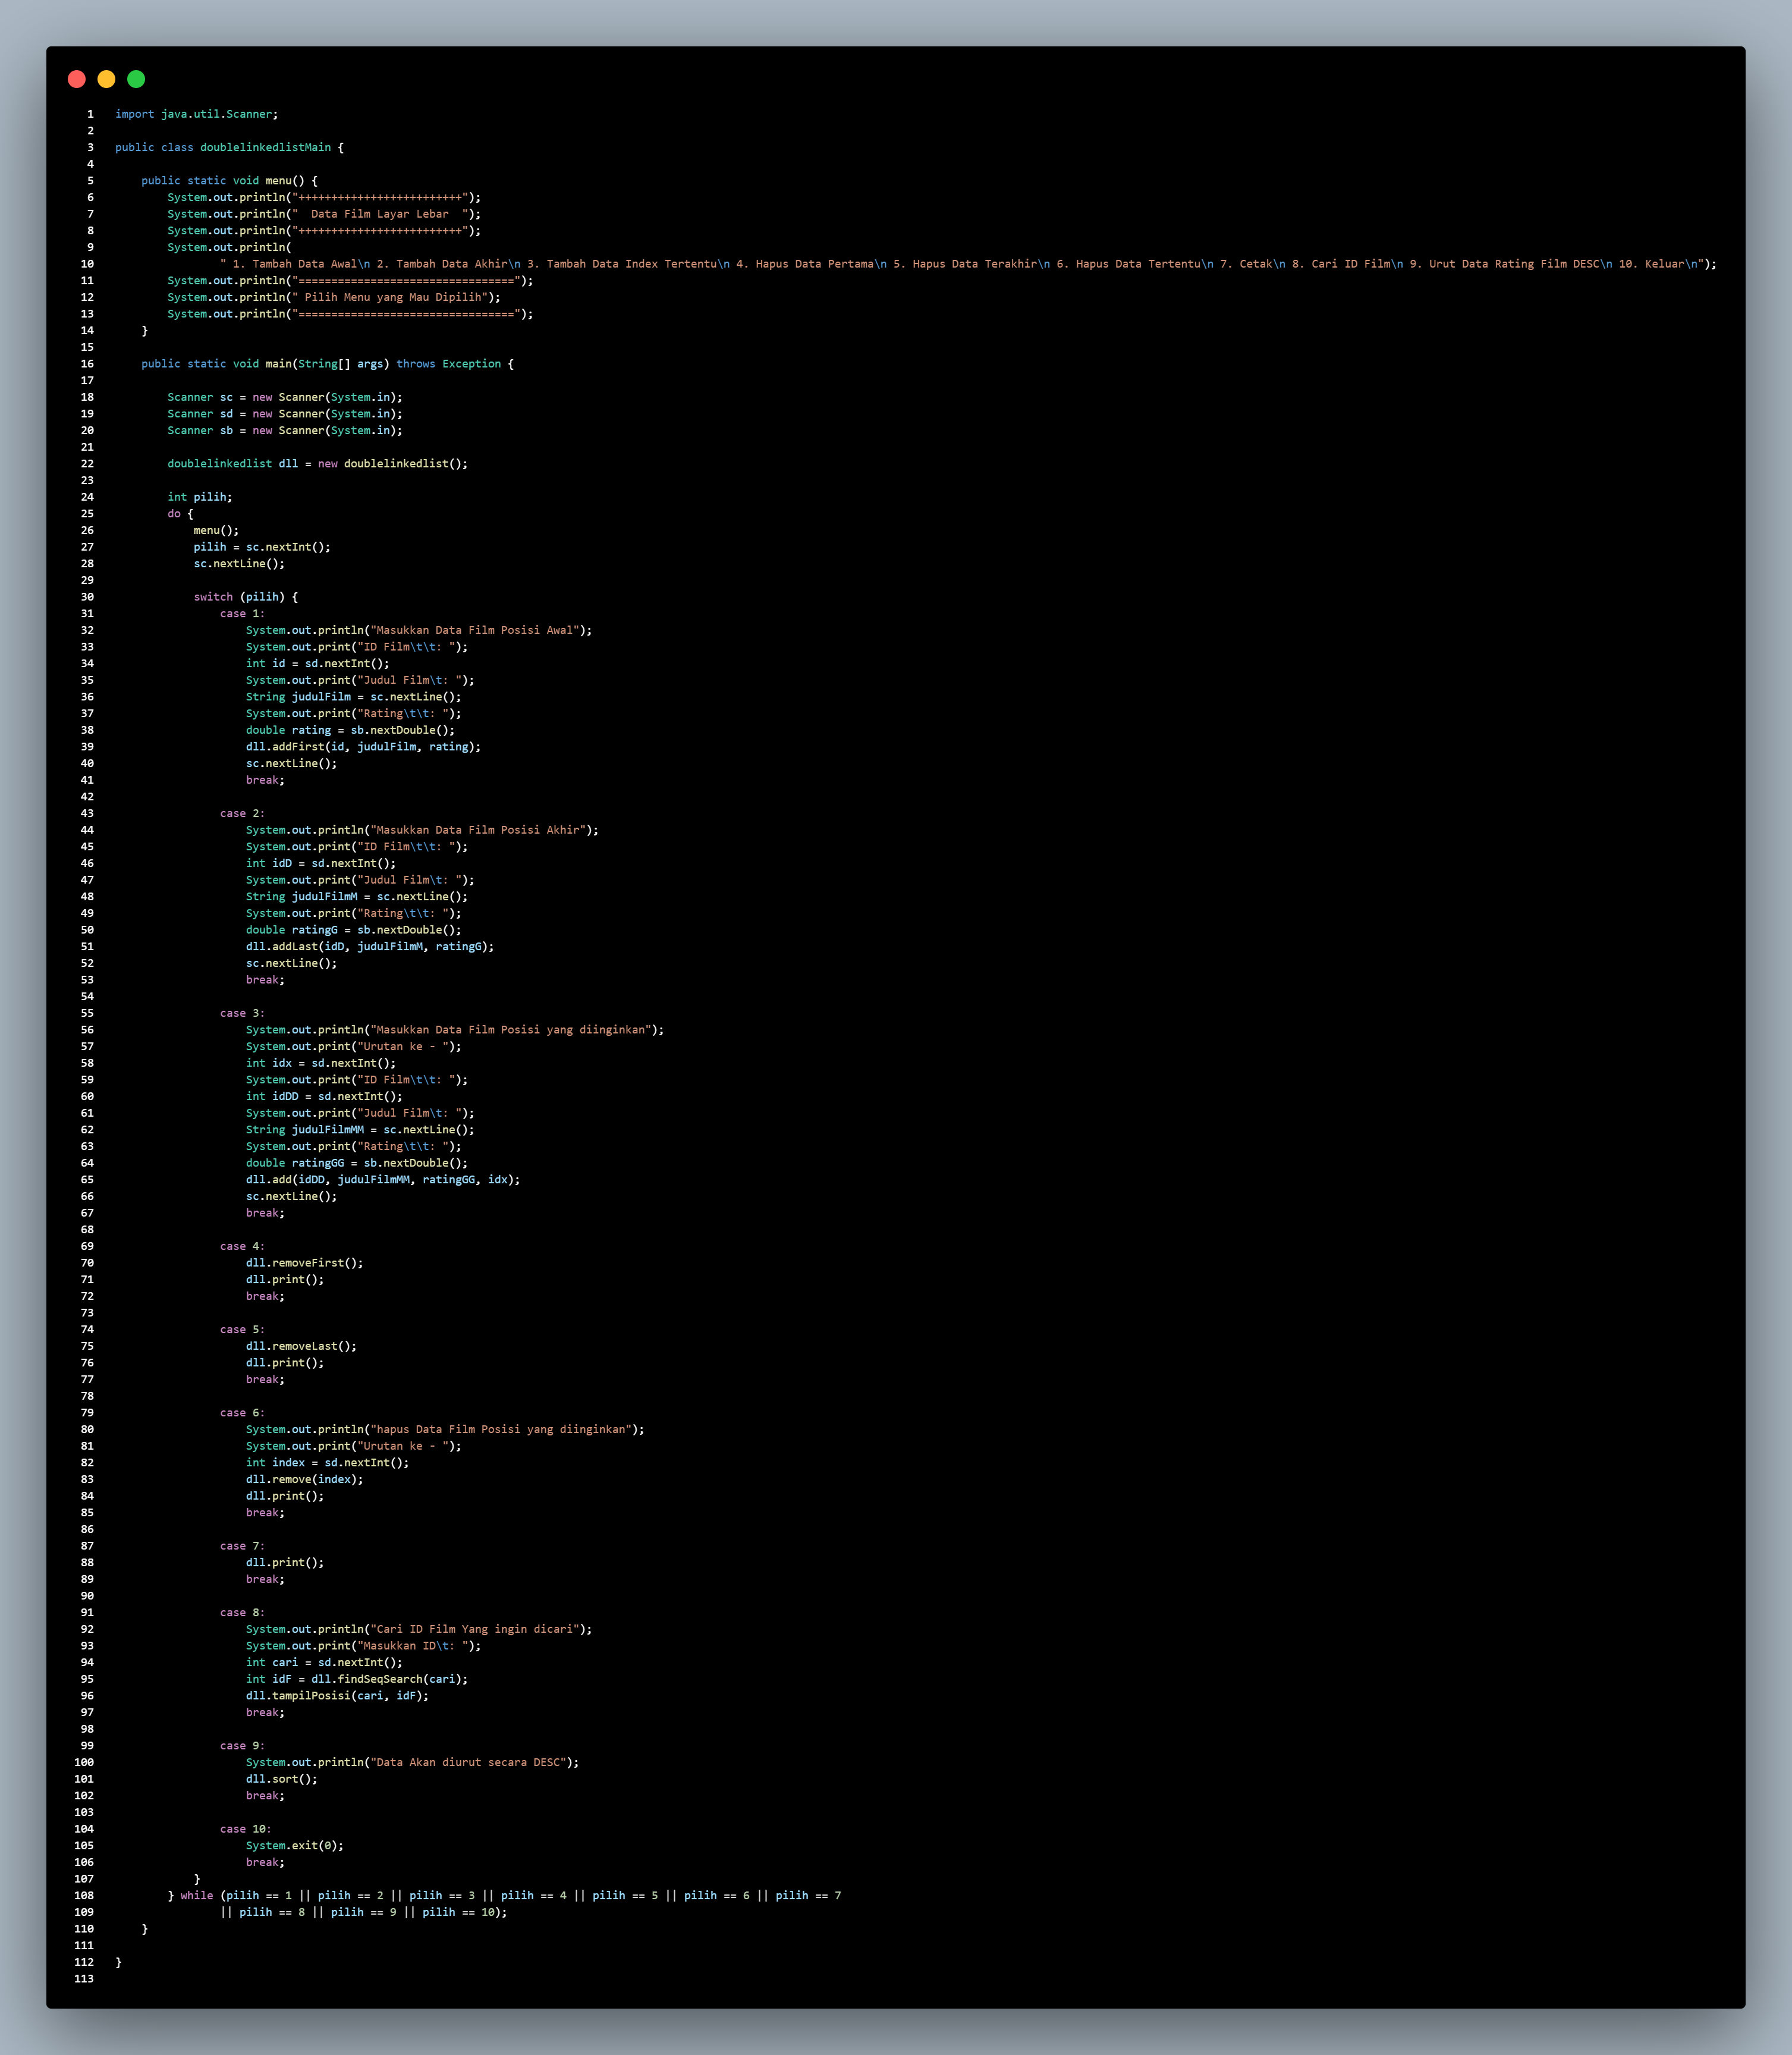 1 import java.util.Scanner;
2
3 public class doublelinkedlistMain {
4
5     public static void menu() {
6         System.out.println("+++++++++++++++++++++++++");
7         System.out.println("  Data Film Layar Lebar  ");
8         System.out.println("+++++++++++++++++++++++++");
9         System.out.println(
10                 " 1. Tambah Data Awal\n 2. Tambah Data Akhir\n 3. Tambah Data Index Tertentu\n 4. Hapus Data Pertama\n 5. Hapus Data Terakhir\n 6. Hapus Data Tertentu\n 7. Cetak\n 8. Cari ID Film\n 9. Urut Data Rating Film DESC\n 10. Keluar\n");
11         System.out.println("=================================");
12         System.out.println(" Pilih Menu yang Mau Dipilih");
13         System.out.println("=================================");
14     }
15
16     public static void main(String[] args) throws Exception {
17
18         Scanner sc = new Scanner(System.in);
19         Scanner sd = new Scanner(System.in);
20         Scanner sb = new Scanner(System.in);
21
22         doublelinkedlist dll = new doublelinkedlist();
23
24         int pilih;
25         do {
26             menu();
27             pilih = sc.nextInt();
28             sc.nextLine();
29
30             switch (pilih) {
31                 case 1:
32                     System.out.println("Masukkan Data Film Posisi Awal");
33                     System.out.print("ID Film\t\t: ");
34                     int id = sd.nextInt();
35                     System.out.print("Judul Film\t: ");
36                     String judulFilm = sc.nextLine();
37                     System.out.print("Rating\t\t: ");
38                     double rating = sb.nextDouble();
39                     dll.addFirst(id, judulFilm, rating);
40                     sc.nextLine();
41                     break;
42
43                 case 2:
44                     System.out.println("Masukkan Data Film Posisi Akhir");
45                     System.out.print("ID Film\t\t: ");
46                     int idD = sd.nextInt();
47                     System.out.print("Judul Film\t: ");
48                     String judulFilmM = sc.nextLine();
49                     System.out.print("Rating\t\t: ");
50                     double ratingG = sb.nextDouble();
51                     dll.addLast(idD, judulFilmM, ratingG);
52                     sc.nextLine();
53                     break;
54
55                 case 3:
56                     System.out.println("Masukkan Data Film Posisi yang diinginkan");
57                     System.out.print("Urutan ke - ");
58                     int idx = sd.nextInt();
59                     System.out.print("ID Film\t\t: ");
60                     int idDD = sd.nextInt();
61                     System.out.print("Judul Film\t: ");
62                     String judulFilmMM = sc.nextLine();
63                     System.out.print("Rating\t\t: ");
64                     double ratingGG = sb.nextDouble();
65                     dll.add(idDD, judulFilmMM, ratingGG, idx);
66                     sc.nextLine();
67                     break;
68
69                 case 4:
70                     dll.removeFirst();
71                     dll.print();
72                     break;
73
74                 case 5:
75                     dll.removeLast();
76                     dll.print();
77                     break;
78
79                 case 6:
80                     System.out.println("hapus Data Film Posisi yang diinginkan");
81                     System.out.print("Urutan ke - ");
82                     int index = sd.nextInt();
83                     dll.remove(index);
84                     dll.print();
85                     break;
86
87                 case 7:
88                     dll.print();
89                     break;
90
91                 case 8:
92                     System.out.println("Cari ID Film Yang ingin dicari");
93                     System.out.print("Masukkan ID\t: ");
94                     int cari = sd.nextInt();
95                     int idF = dll.findSeqSearch(cari);
96                     dll.tampilPosisi(cari, idF);
97                     break;
98
99                 case 9:
100                     System.out.println("Data Akan diurut secara DESC");
101                     dll.sort();
102                     break;
103
104                 case 10:
105                     System.exit(0);
106                     break;
107             }
108         } while (pilih == 1 || pilih == 2 || pilih == 3 || pilih == 4 || pilih == 5 || pilih == 6 || pilih == 7
109                 || pilih == 8 || pilih == 9 || pilih == 10);
110     }
111
112 }
113